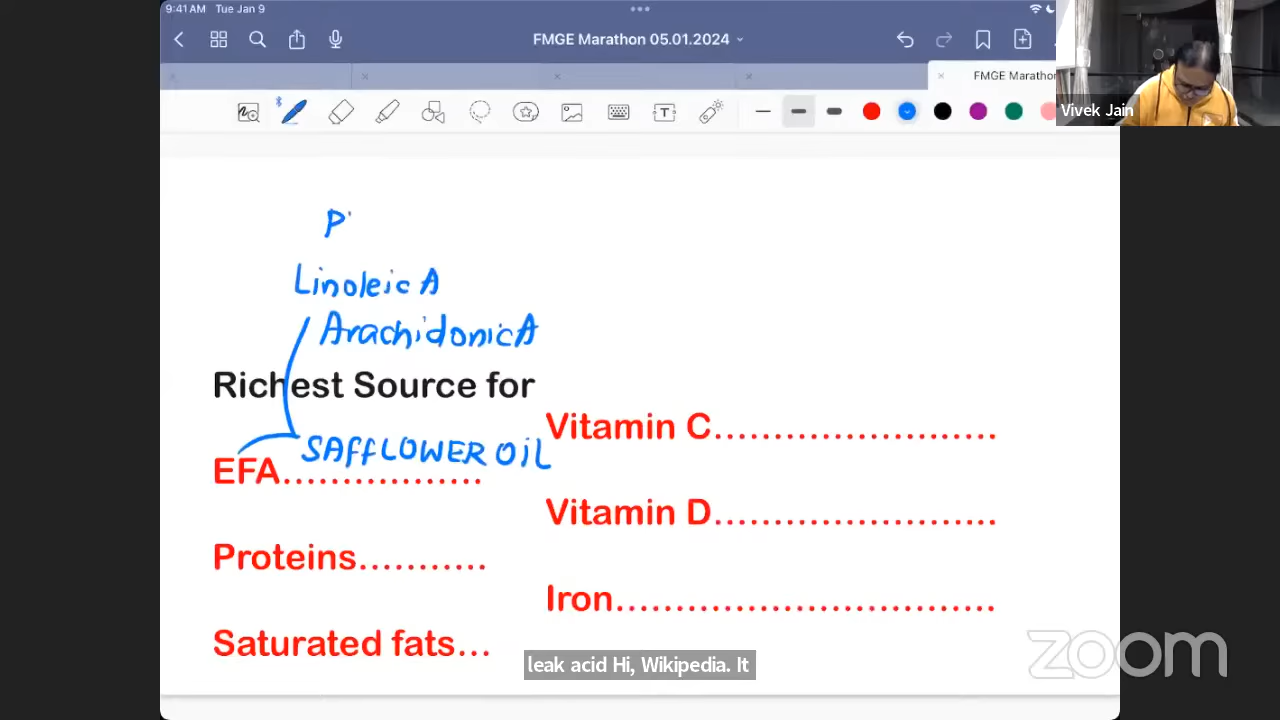 9:41 AM Tue Jan 9
FMGE Marathon 05.01.2024
FMGE Marathon
Vivek Jain
P
Linoleic A
Arachidonic A
Richest Source for
SAFFLOWER OiL
EFA.................
Proteins...........
Saturated fats...
Vitamin C........................
Vitamin D........................
Iron................................
leak acid Hi, Wikipedia. It
zoom